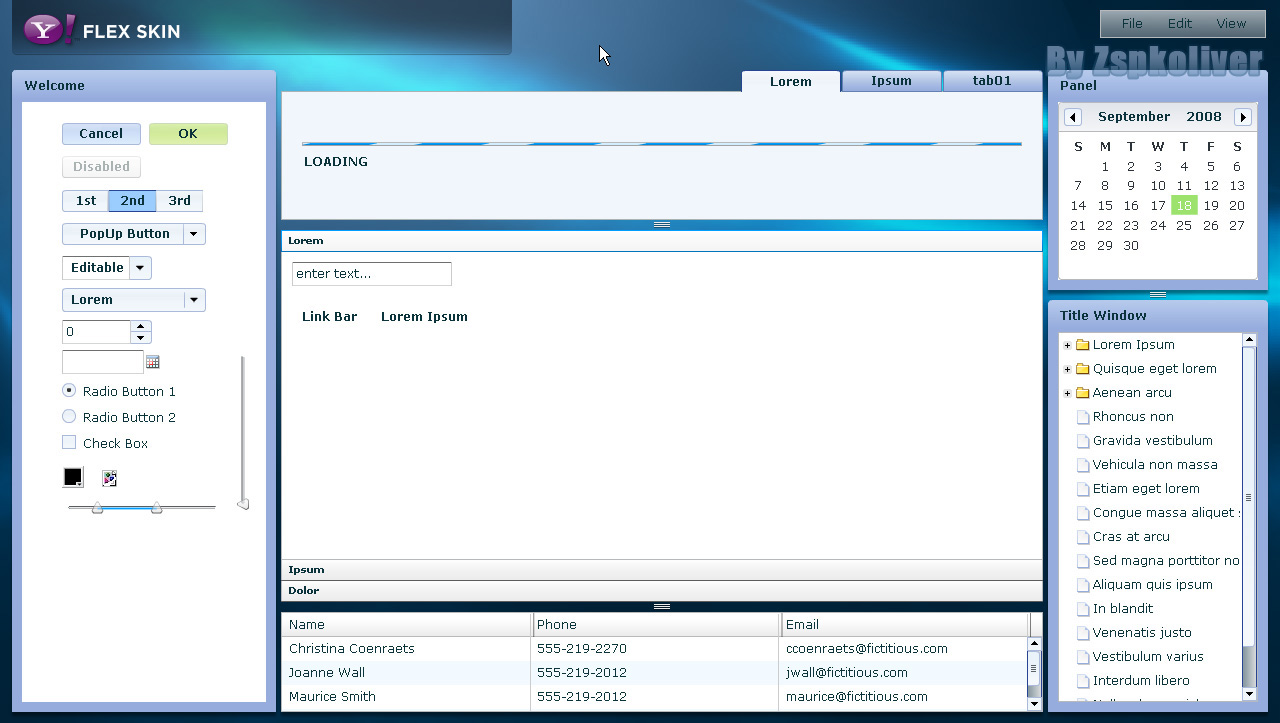 Y! FLEX SKIN
File Edit View
By Zspkoliver
Welcome
Cancel OK
Disabled
1st 2nd 3rd
PopUp Button
Editable
Lorem
0
Radio Button 1
Radio Button 2
Check Box
Lorem Ipsum tab01
LOADING
Lorem
enter text...
Link Bar Lorem Ipsum
Ipsum
Dolor
Name Phone Email
Christina Coenraets 555-219-2270 ccoenraets@fictitious.com
Joanne Wall 555-219-2012 jwall@fictitious.com
Maurice Smith 555-219-2012 maurice@fictitious.com
Panel
September 2008
S M T W T F S
1 2 3 4 5 6
7 8 9 10 11 12 13
14 15 16 17 18 19 20
21 22 23 24 25 26 27
28 29 30
Title Window
Lorem Ipsum
Quisque eget lorem
Aenean arcu
Rhoncus non
Gravida vestibulum
Vehicula non massa
Etiam eget lorem
Congue massa aliquet
Cras at arcu
Sed magna porttitor no
Aliquam quis ipsum
In blandit
Venenatis justo
Vestibulum varius
Interdum libero